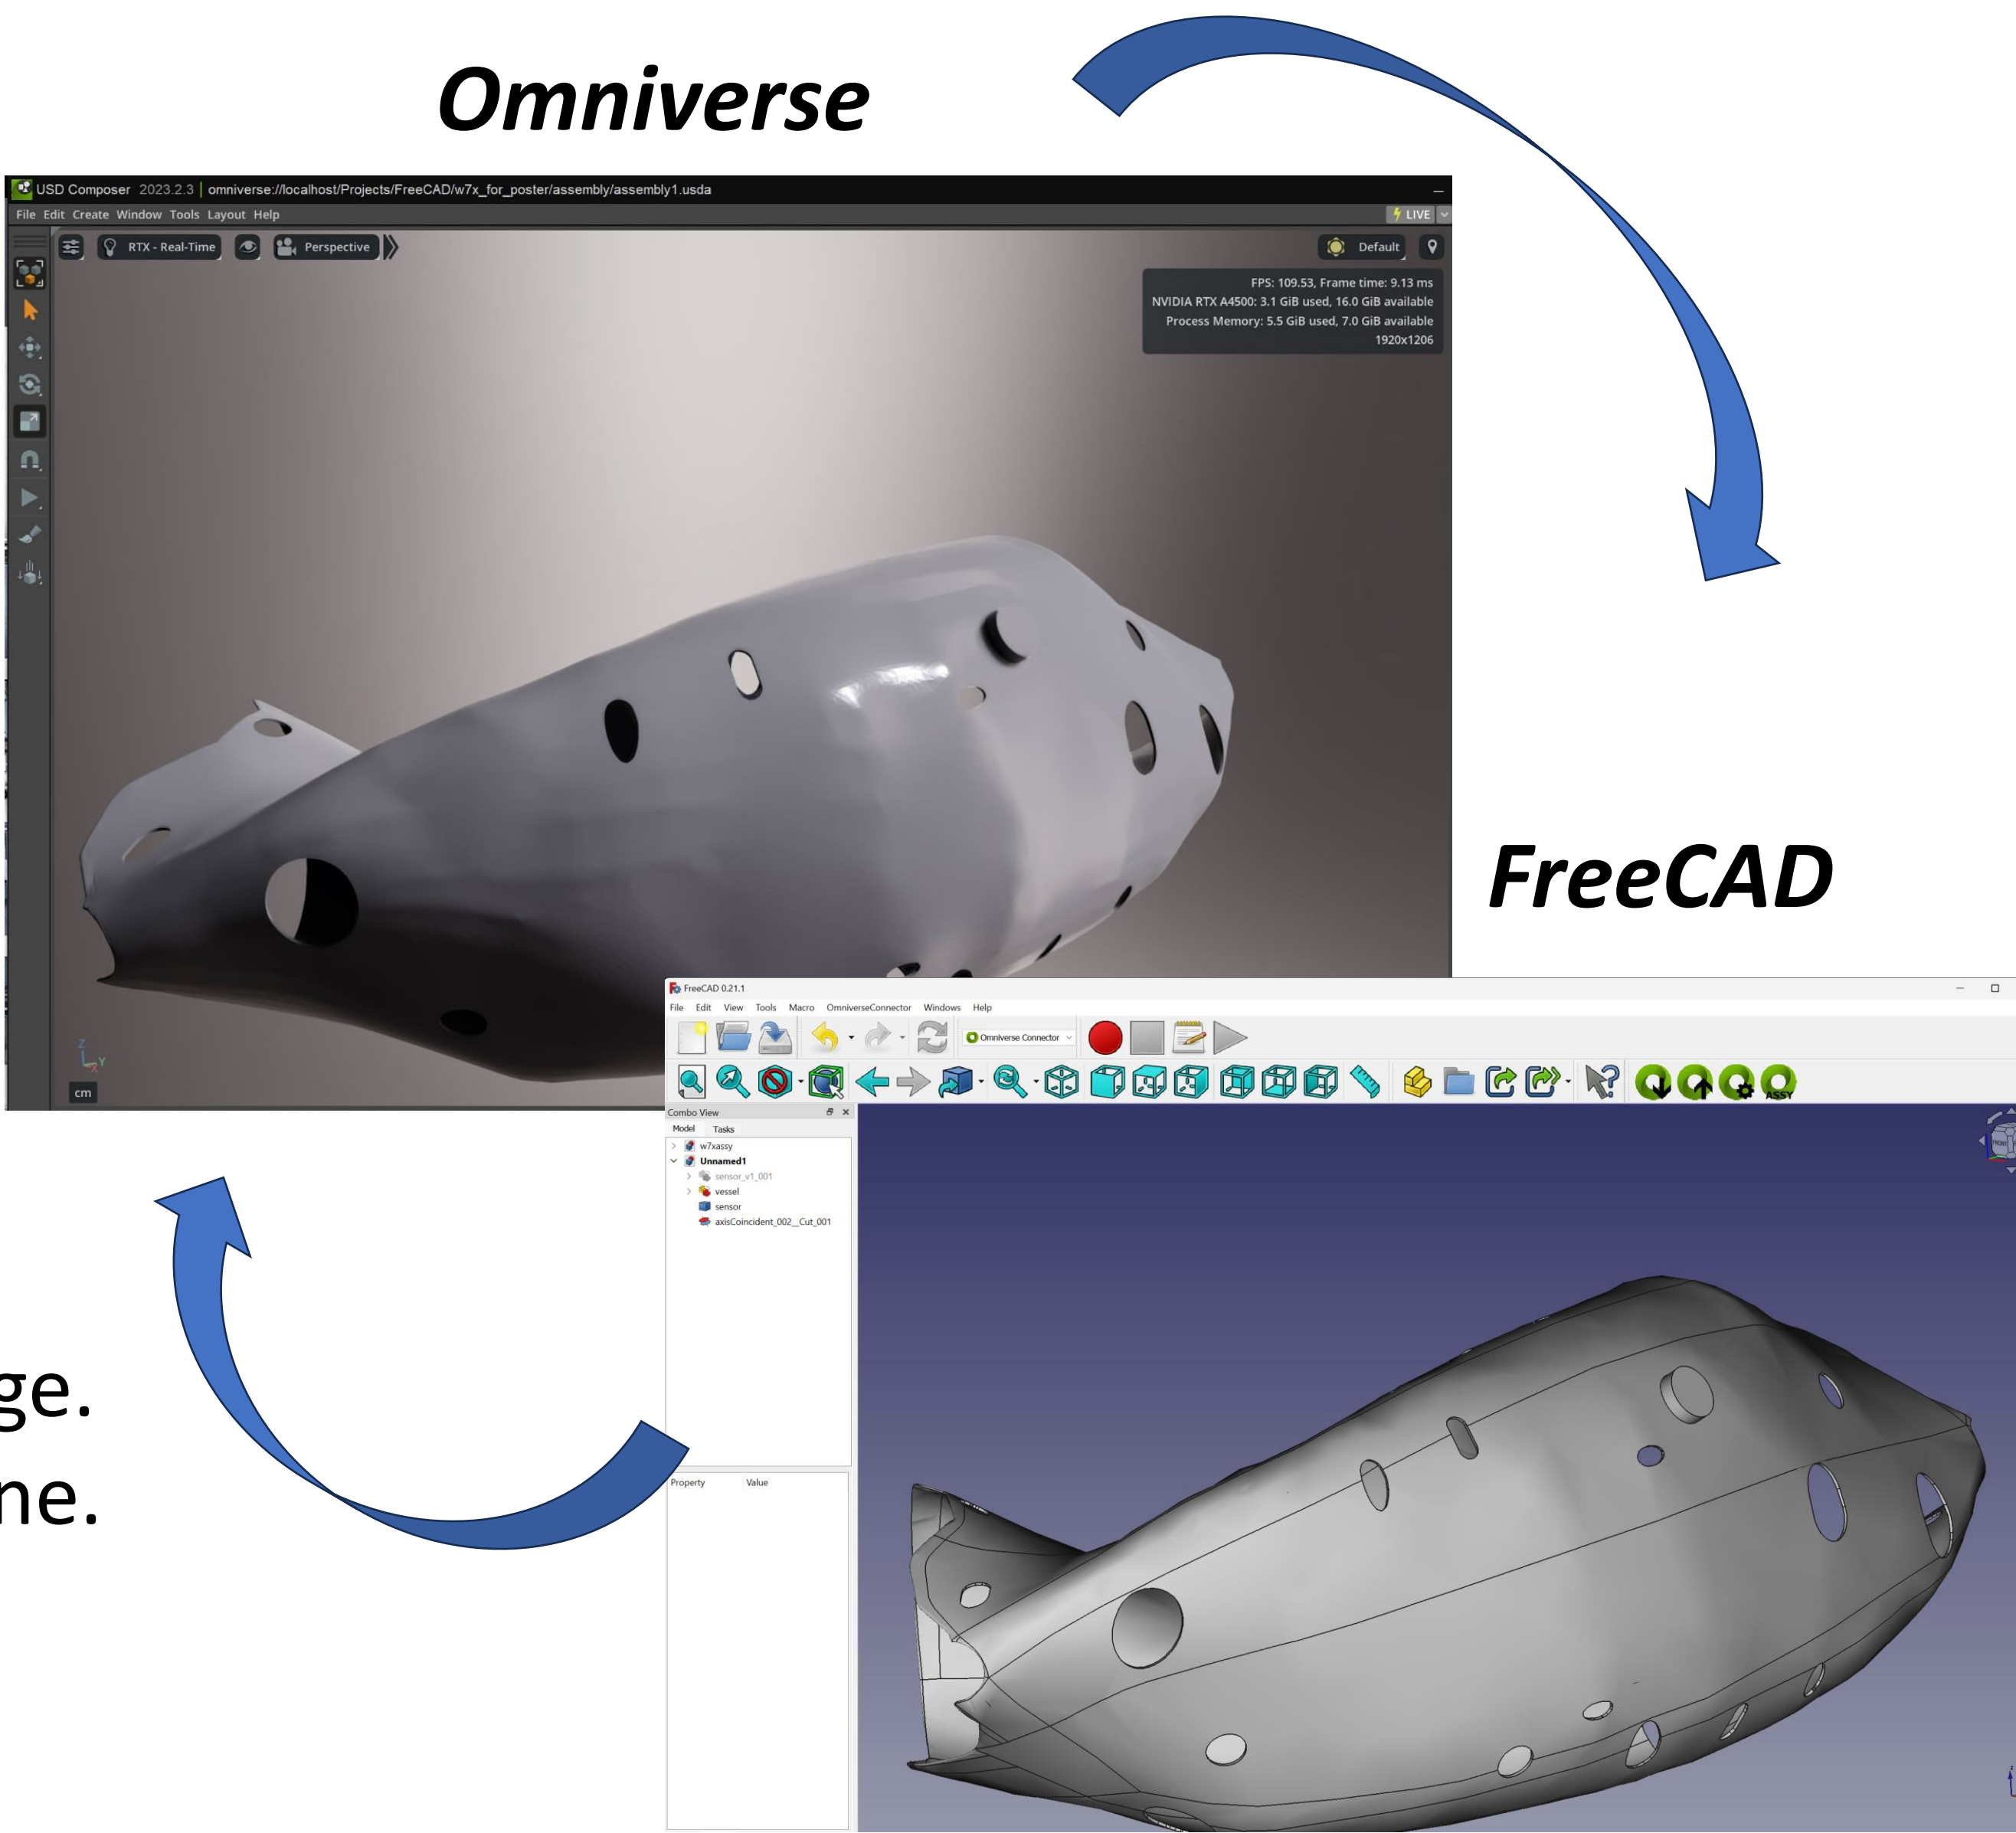 Omniverse
USD Composer 2023.2.3 | omniverse://localhost/Projects/FreeCAD/w7x_for_poster/assembly/assembly1.usda
File Edit Create Window Tools Layout Help
LIVE
RTX - Real-Time
Perspective
Default
FPS: 109.53, Frame time: 9.13 ms
NVIDIA RTX A4500: 3.1 GiB used, 16.0 GiB available
Process Memory: 5.5 GiB used, 7.0 GiB available
1920x1206
Z
Y
X
cm
FreeCAD
FreeCAD 0.21.1
File Edit View Tools Macro OmniverseConnector Windows Help
Omniverse Connector
ASSY
Combo View
Model Tasks
w7xassy
Unnamed1
sensor_v1_001
vessel
sensor
axisCoincident_002__Cut_001
Property Value
FRONT
ge.
ne.